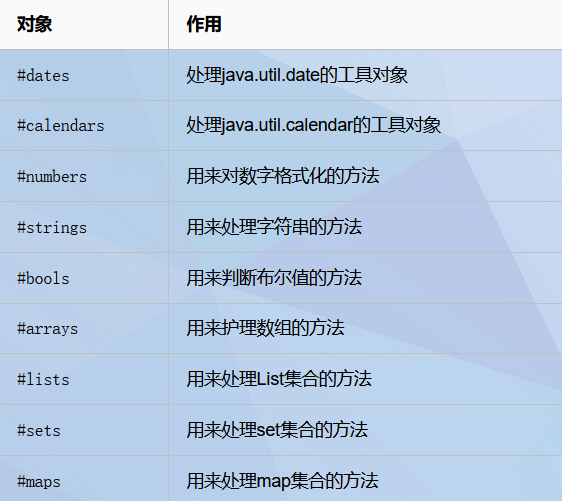 对象 作用
#dates 处理java.util.date的工具对象
#calendars 处理java.util.calendar的工具对象
#numbers 用来对数字格式化的方法
#strings 用来处理字符串的方法
#bools 用来判断布尔值的方法
#arrays 用来护理数组的方法
#lists 用来处理List集合的方法
#sets 用来处理set集合的方法
#maps 用来处理map集合的方法